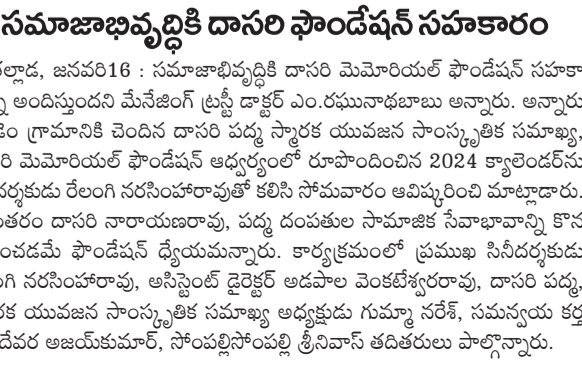 సమాజాభివృద్ధికి దాసరి ఫౌండేషన్ సహకారం
ల్లాడ, జనవరి16 : సమాజాభివృద్ధికి దాసరి మెమోరియల్ ఫౌండేషన్ సహకా
న్ని అందిస్తుందని మేనేజింగ్ ట్రస్టీ డాక్టర్ ఎం.రఘునాథబాబు అన్నారు. అన్నారు
డెం గ్రామానికి చెందిన దాసరి పద్మ స్మారక యువజన సాంస్కృతిక సమాఖ్య,
రి మెమోరియల్ ఫౌండేషన్ ఆధ్వర్యంలో రూపొందించిన 2024 క్యాలెండర్‌ను
దర్శకుడు రేలంగి నరసింహారావుతో కలిసి సోమవారం ఆవిష్కరించి మాట్లాడారు.
ంతరం దాసరి నారాయణరావు, పద్మ దంపతుల సామాజిక సేవాభావాన్ని కొన
ంచడమే ఫౌండేషన్ ధ్యేయమన్నారు. కార్యక్రమంలో ప్రముఖ సినీదర్శకుడు
ంగి నరసింహారావు, అసిస్టెంట్ డైరెక్టర్ అడపాల వెంకటేశ్వరరావు, దాసరి పద్మ,
రక యువజన సాంస్కృతిక సమాఖ్య అధ్యక్షుడు గుమ్మా నరేశ్, సమన్వయ కర్త
దేవర అజయ్‌కుమార్, సోంపల్లిసోంపల్లి శ్రీనివాస్ తదితరులు పాల్గొన్నారు.